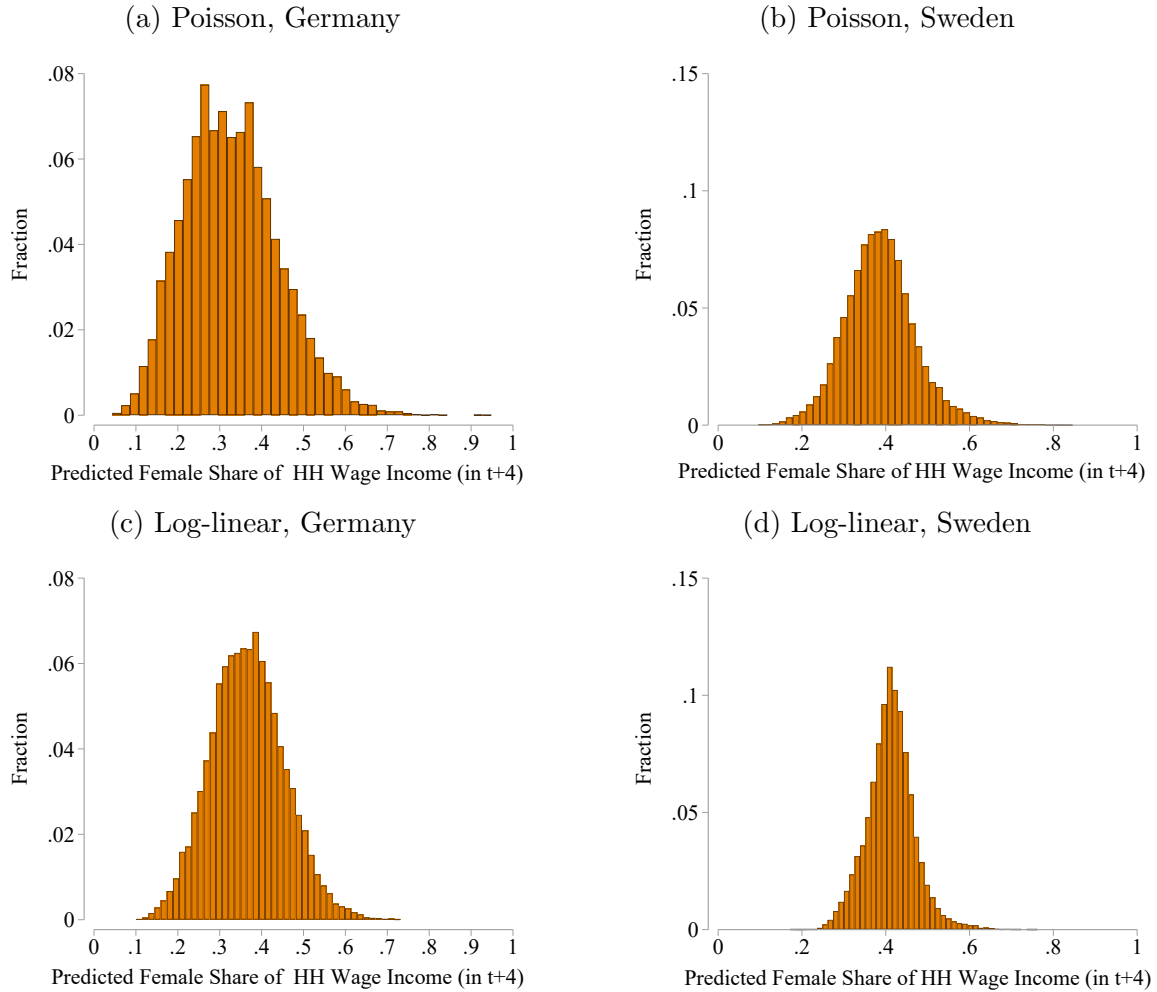 (a) Poisson, Germany
(b) Poisson, Sweden
.08
.06
.04
.02
0
Fraction
0 .1 .2 .3 .4 .5 .6 .7 .8 .9 1
Predicted Female Share of HH Wage Income (in t+4)
.15
.1
.05
0
Fraction
0 .2 .4 .6 .8 1
Predicted Female Share of HH Wage Income (in t+4)
(c) Log-linear, Germany
(d) Log-linear, Sweden
.08
.06
.04
.02
0
Fraction
0 .1 .2 .3 .4 .5 .6 .7 .8 .9 1
Predicted Female Share of HH Wage Income (in t+4)
.15
.1
.05
0
Fraction
0 .2 .4 .6 .8 1
Predicted Female Share of HH Wage Income (in t+4)